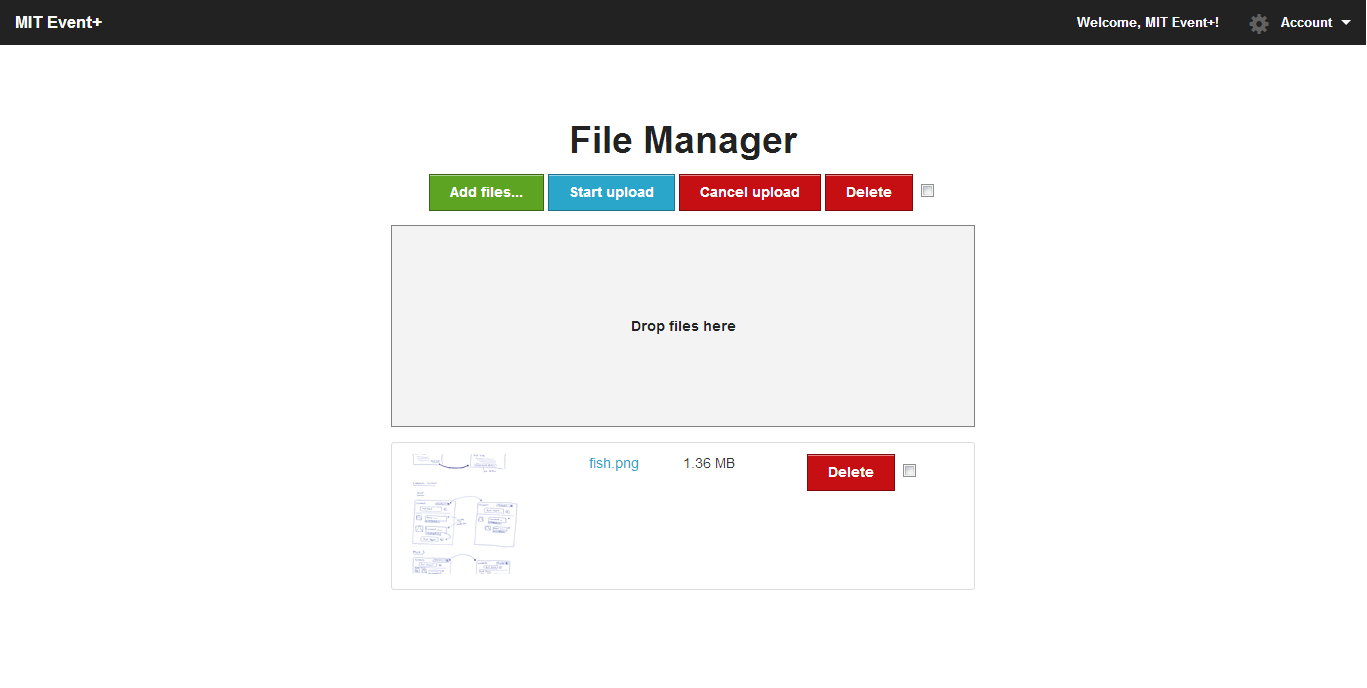 MIT Event+
Welcome, MIT Event+!
Account
File Manager
Add files...
Start upload
Cancel upload
Delete
Drop files here
fish.png
1.36 MB
Delete